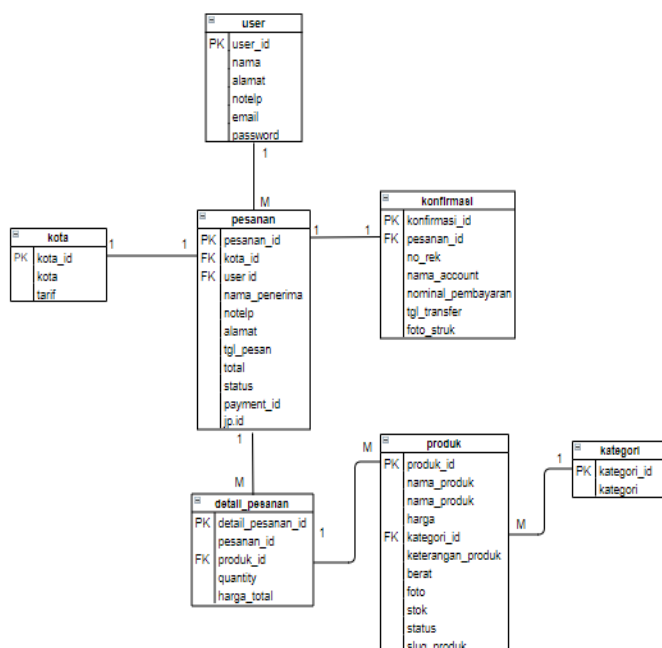 user
PK user_id
nama
alamat
notelp
email
password
1
M
pesanan
PK pesanan_id
FK kota_id
FK user id
nama_penerima
notelp
alamat
tgl_pesan
total
status
payment_id
jp.id
1
1
konfirmasi
PK konfirmasi_id
FK pesanan_id
no_rek
nama_account
nominal_pembayaran
tgl_transfer
foto_struk
kota
PK kota_id
kota
tarif
1
1
1
M
detail_pesanan
PK detail_pesanan_id
pesanan_id
FK produk_id
quantity
harga_total
1
M
produk
PK produk_id
nama_produk
nama_produk
harga
FK kategori_id
keterangan_produk
berat
foto
stok
status
slug_produk
M
1
kategori
PK kategori_id
kategori